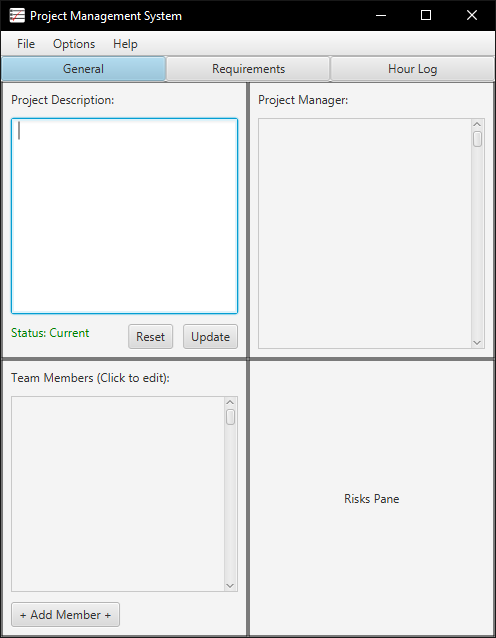 Project Management System
File Options Help
General Requirements Hour Log
Project Description:
Project Manager:
Status: Current
Reset Update
Team Members (Click to edit):
Risks Pane
+ Add Member +